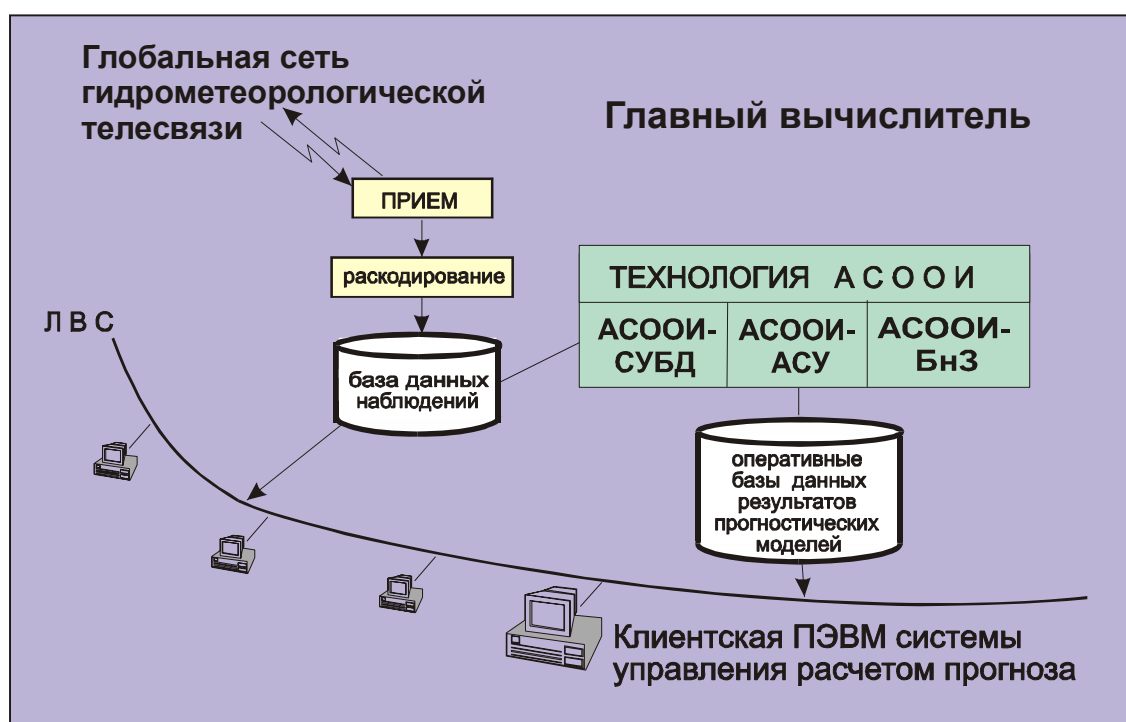 Глобальная сеть
гидрометеорологической
телесвязи
Главный вычислитель
ПРИЕМ
раскодирование
ТЕХНОЛОГИЯ А С О О И
АСООИ-
СУБД
АСООИ-
АСУ
АСООИ-
БнЗ
Л В С
база данных
наблюдений
оперативные
базы данных
результатов
прогностических
моделей
Клиентская ПЭВМ системы
управления расчетом прогноза